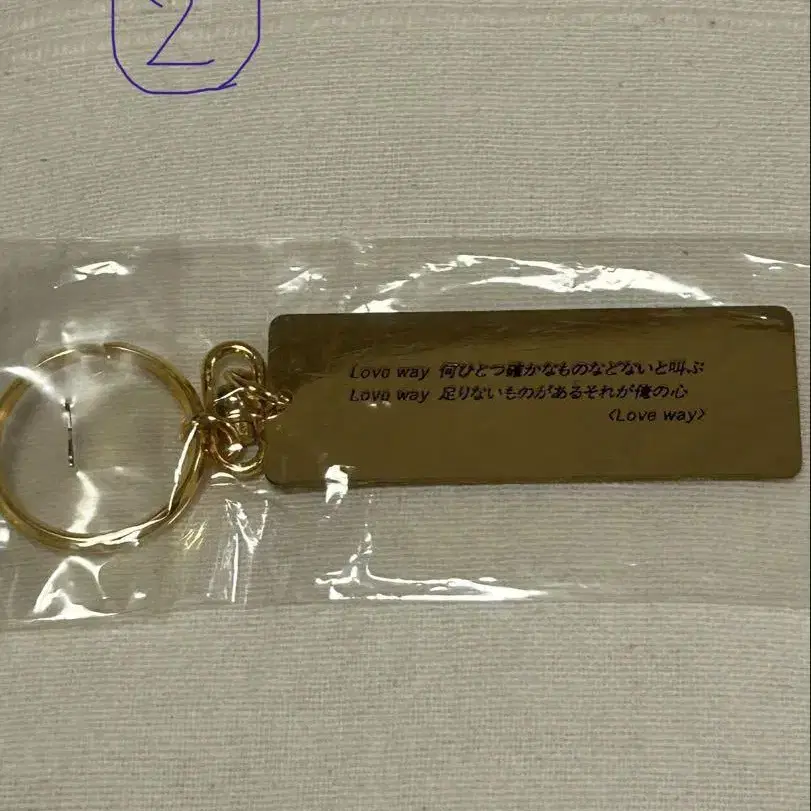 2
Love way 何ひとつ確かなものなどないと叫ぶ
Love way 足りないものがあるそれが俺の心
<Love way>